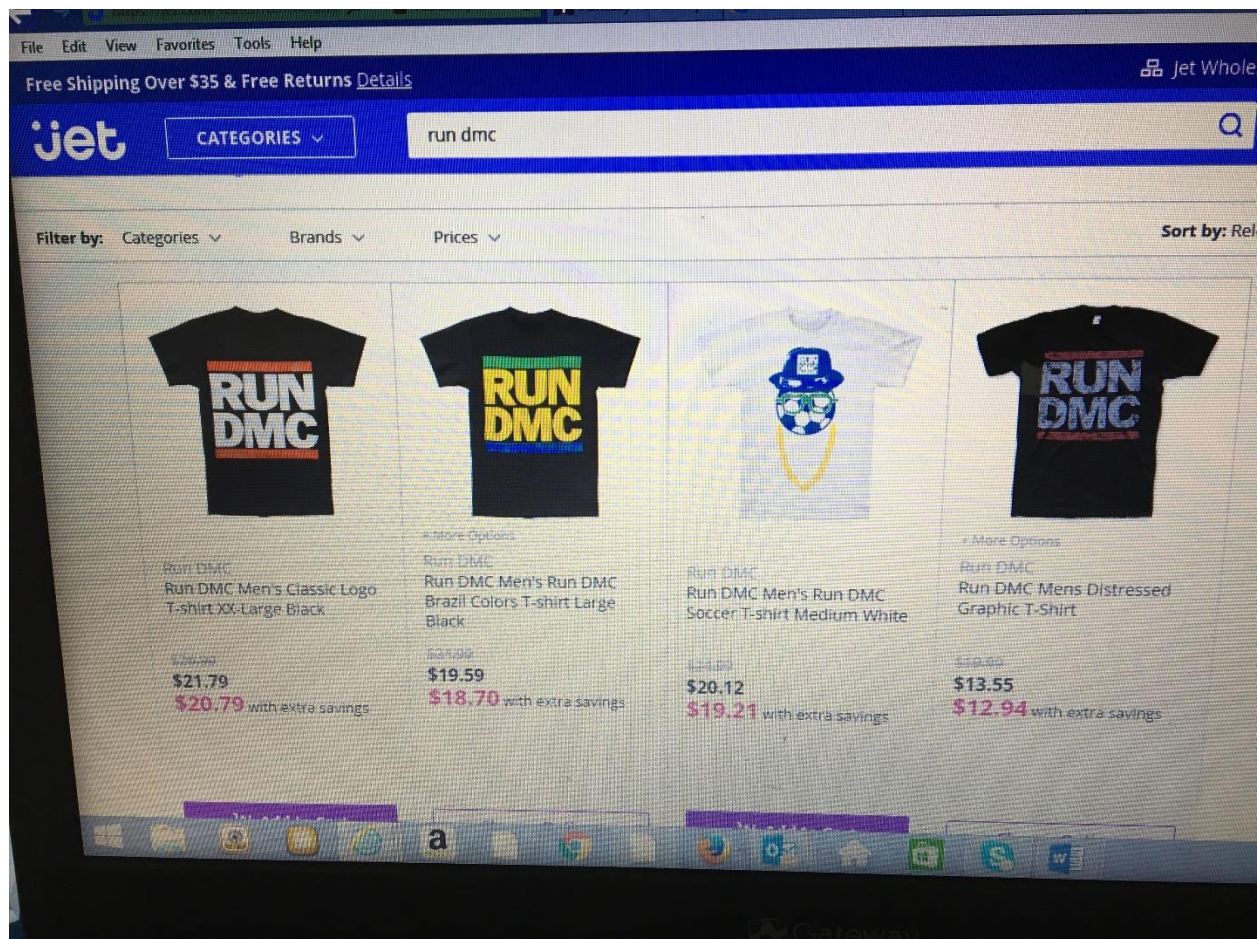 File Edit View Favorites Tools Help
Free Shipping Over $35 & Free Returns Details
Jet Whole
jet
CATEGORIES
run dmc
Filter by: Categories Brands Prices
Sort by: Rel
RUN
DMC
RUN
DMC
RUN
DMC
RUN
DMC
Run DMC
Run DMC Men's Classic Logo
T-shirt XX-Large Black
$21.79
$20.79 with extra savings
+ More Options
Run DMC
Run DMC Men's Run DMC
Brazil Colors T-shirt Large
Black
$19.59
$18.70 with extra savings
Run DMC
Run DMC Men's Run DMC
Soccer T-shirt Medium White
$20.12
$19.21 with extra savings
+ More Options
Run DMC
Run DMC Mens Distressed
Graphic T-Shirt
$13.55
$12.94 with extra savings
a
Gateway